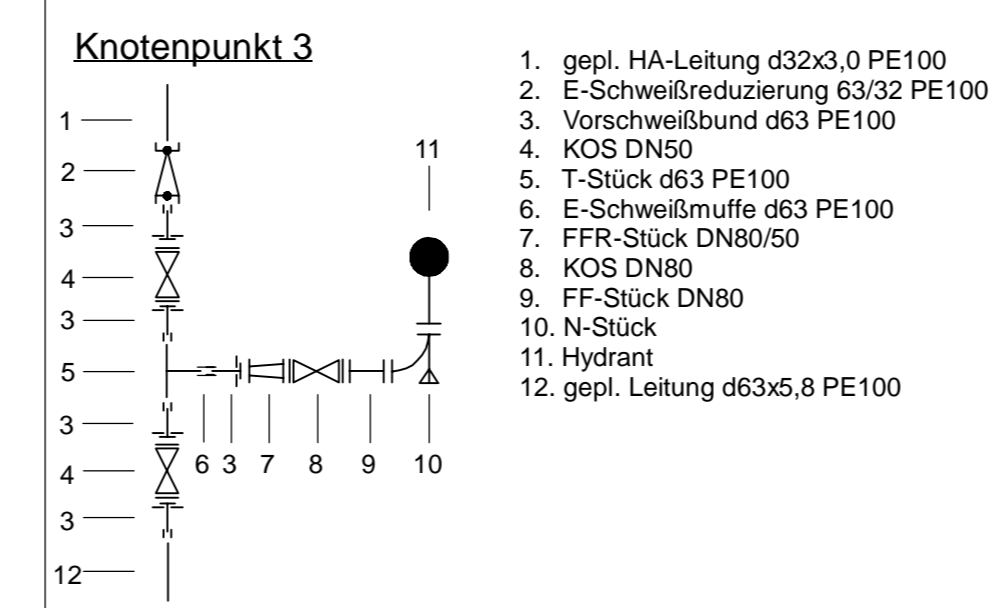 Knotenpunkt 3
1
2
3
4
3
5
3
4
3
12
11
6 3 7 8 9 10
1. gepl. HA-Leitung d32x3,0 PE100
2. E-Schweißreduzierung 63/32 PE100
3. Vorschweißbund d63 PE100
4. KOS DN50
5. T-Stück d63 PE100
6. E-Schweißmuffe d63 PE100
7. FFR-Stück DN80/50
8. KOS DN80
9. FF-Stück DN80
10. N-Stück
11. Hydrant
12. gepl. Leitung d63x5,8 PE100